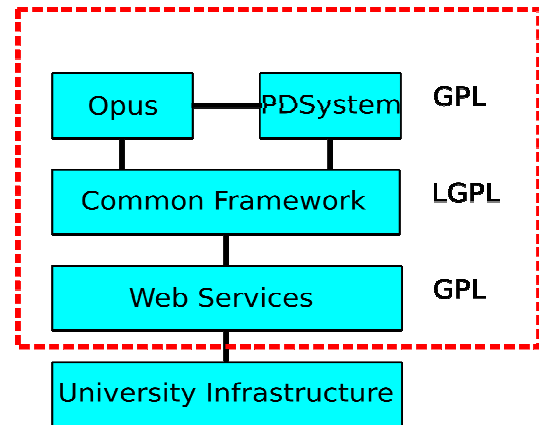 Opus PDSystem GPL
Common Framework LGPL
Web Services GPL
University Infrastructure